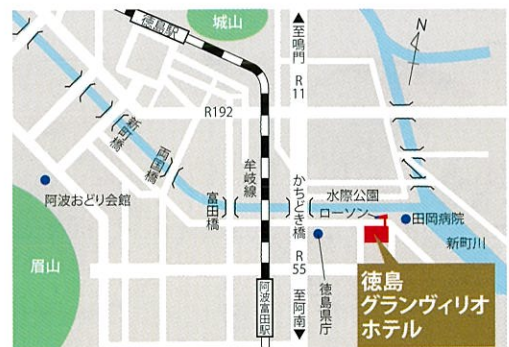 城山
徳島駅
▲至鳴門 R11
N
R192
新町橋
両国橋
牟岐線
かちどき橋
水際公園
ローソン
阿波おどり会館
富田橋
田岡病院
新町川
眉山
R55 至阿南▼
徳島県庁
阿波富田駅
徳島
グランヴィリオ
ホテル